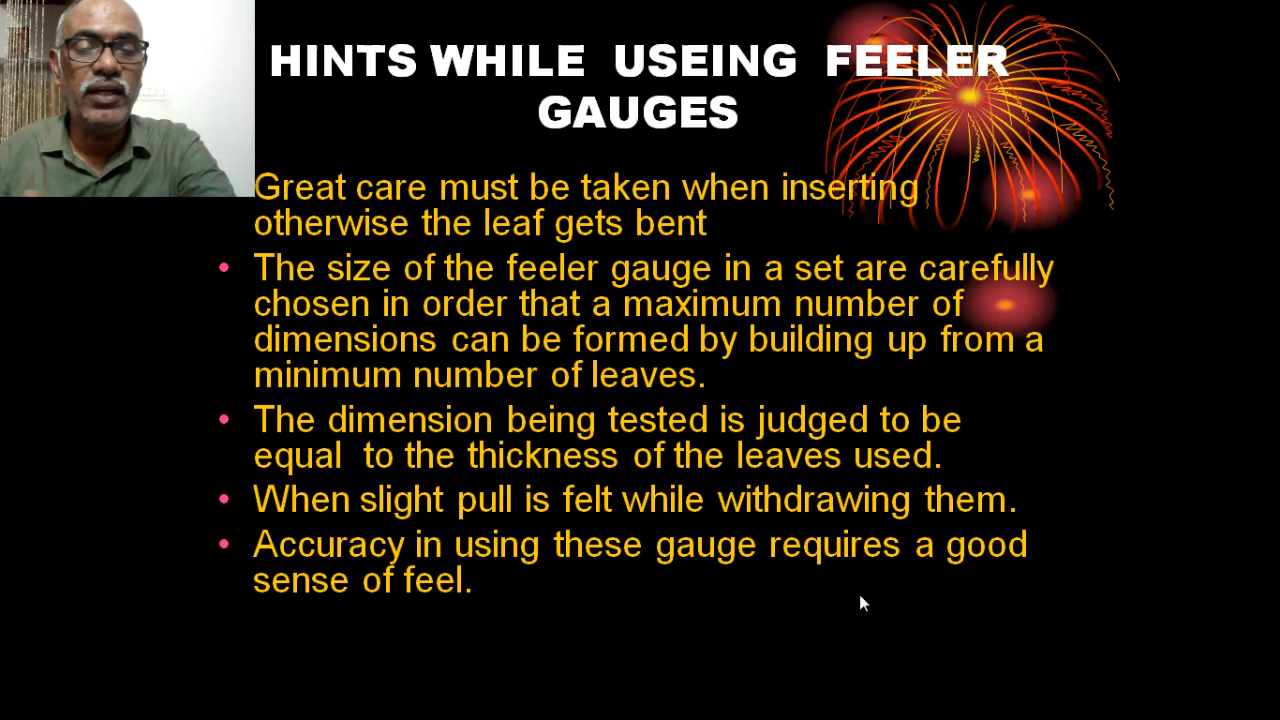 HINTS WHILE USEING FEELER
GAUGES
Great care must be taken when inserting
otherwise the leaf gets bent
• The size of the feeler gauge in a set are carefully
chosen in order that a maximum number of
dimensions can be formed by building up from a
minimum number of leaves.
• The dimension being tested is judged to be
equal to the thickness of the leaves used.
• When slight pull is felt while withdrawing them.
• Accuracy in using these gauge requires a good
sense of feel.